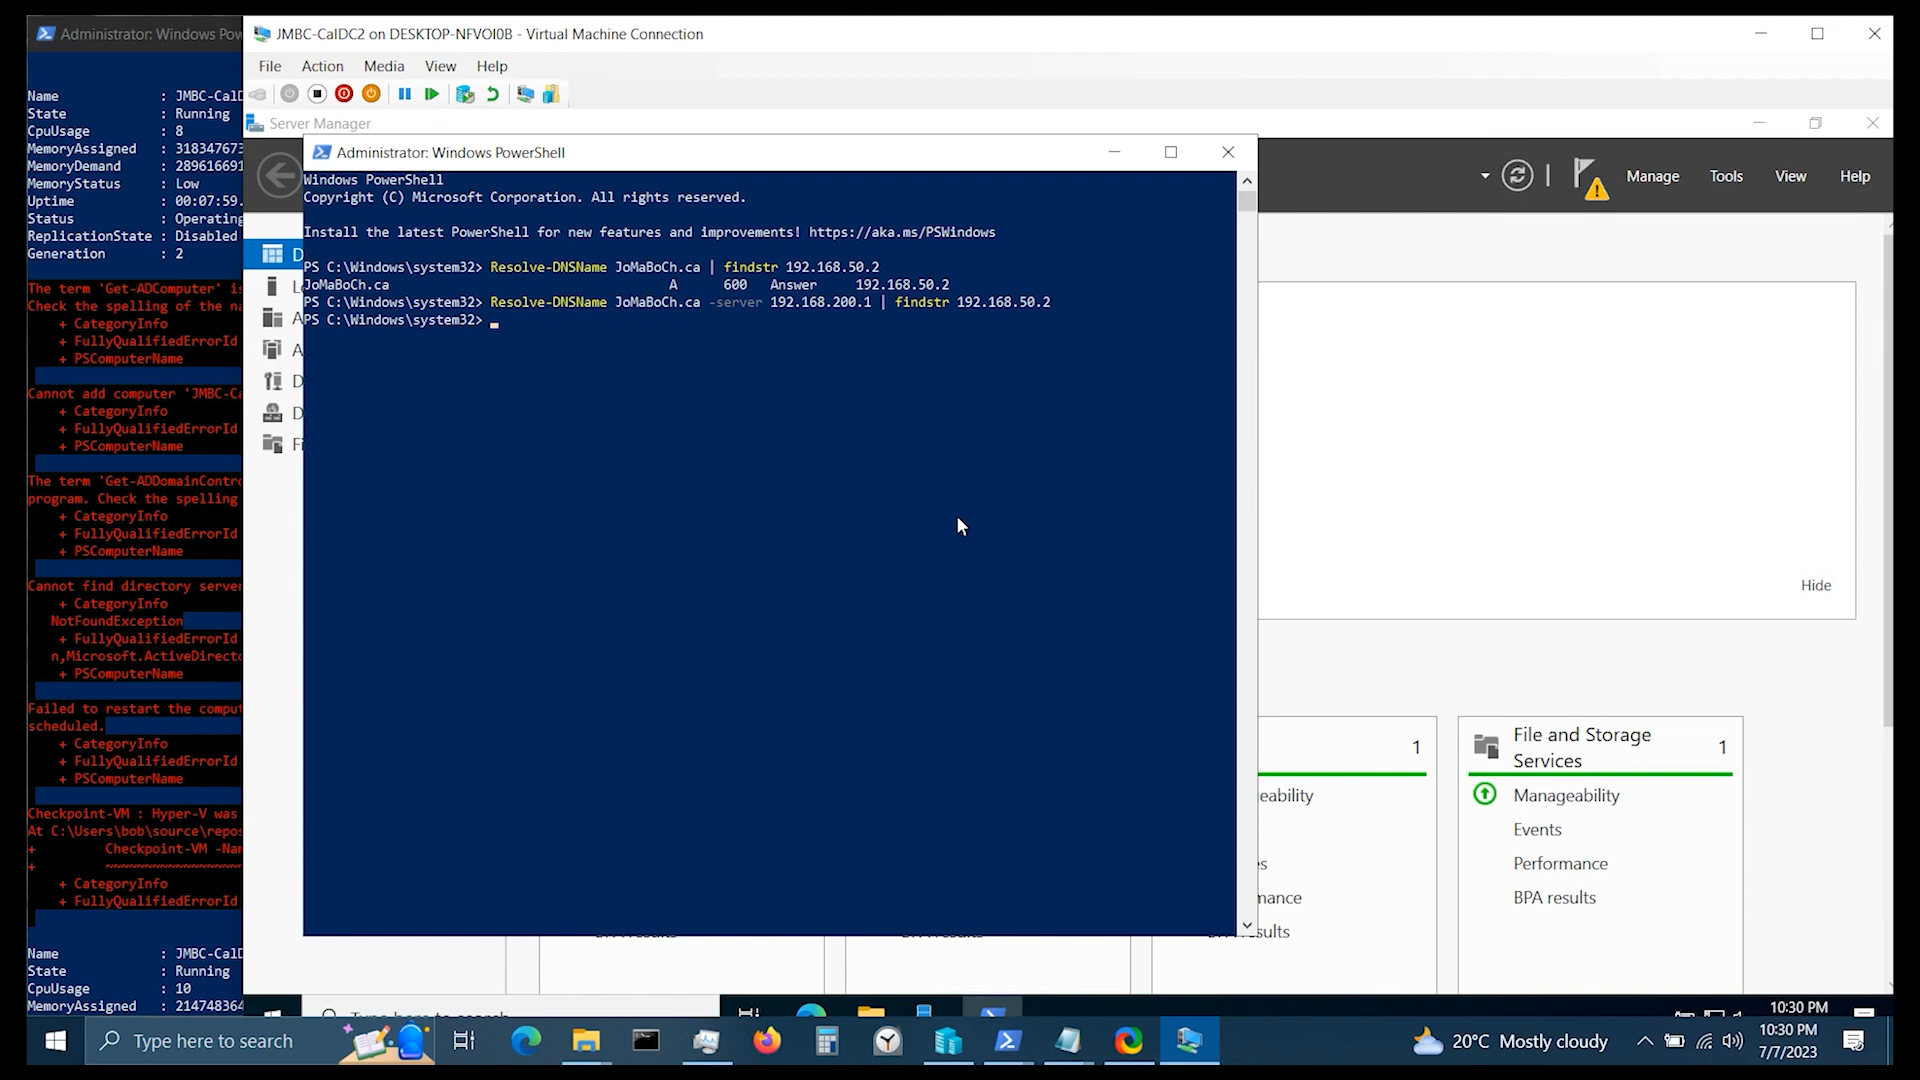 Administrator: Windows Pow
JMBC-CalDC2 on DESKTOP-NFVOI0B - Virtual Machine Connection
File Action Media View Help
Server Manager
Manage Tools View Help
Name : JMBC-CalD
State : Running
CpuUsage : 8
MemoryAssigned : 318347673
MemoryDemand : 289616691
MemoryStatus : Low
Uptime : 00:07:59.
Status : Operating
ReplicationState : Disabled
Generation : 2
The term 'Get-ADComputer' is
Check the spelling of the na
+ CategoryInfo
+ FullyQualifiedErrorId
+ PSComputerName
Cannot add computer 'JMBC-Ca
+ CategoryInfo
+ FullyQualifiedErrorId
+ PSComputerName
The term 'Get-ADDomainContro
program. Check the spelling
+ CategoryInfo
+ FullyQualifiedErrorId
+ PSComputerName
Cannot find directory server
+ CategoryInfo
NotFoundException
+ FullyQualifiedErrorId
n,Microsoft.ActiveDirecto
+ PSComputerName
Failed to restart the comput
scheduled.
+ CategoryInfo
+ FullyQualifiedErrorId
+ PSComputerName
Checkpoint-VM : Hyper-V was
At C:\Users\bob\source\repos
+ Checkpoint-VM -Nam
+ ~~~~~~~~~~~~~~~~~
+ CategoryInfo
+ FullyQualifiedErrorId
Name : JMBC-CalD
State : Running
CpuUsage : 10
MemoryAssigned : 214748364
Administrator: Windows PowerShell
Windows PowerShell
Copyright (C) Microsoft Corporation. All rights reserved.
Install the latest PowerShell for new features and improvements! https://aka.ms/PSWindows
PS C:\Windows\system32> Resolve-DNSName JoMaBoCh.ca | findstr 192.168.50.2
JoMaBoCh.ca A 600 Answer 192.168.50.2
PS C:\Windows\system32> Resolve-DNSName JoMaBoCh.ca -server 192.168.200.1 | findstr 192.168.50.2
PS C:\Windows\system32>
Hide
1
eability
mance
File and Storage
Services 1
Manageability
Events
Performance
BPA results
10:30 PM
Type here to search
20°C Mostly cloudy
10:30 PM
7/7/2023